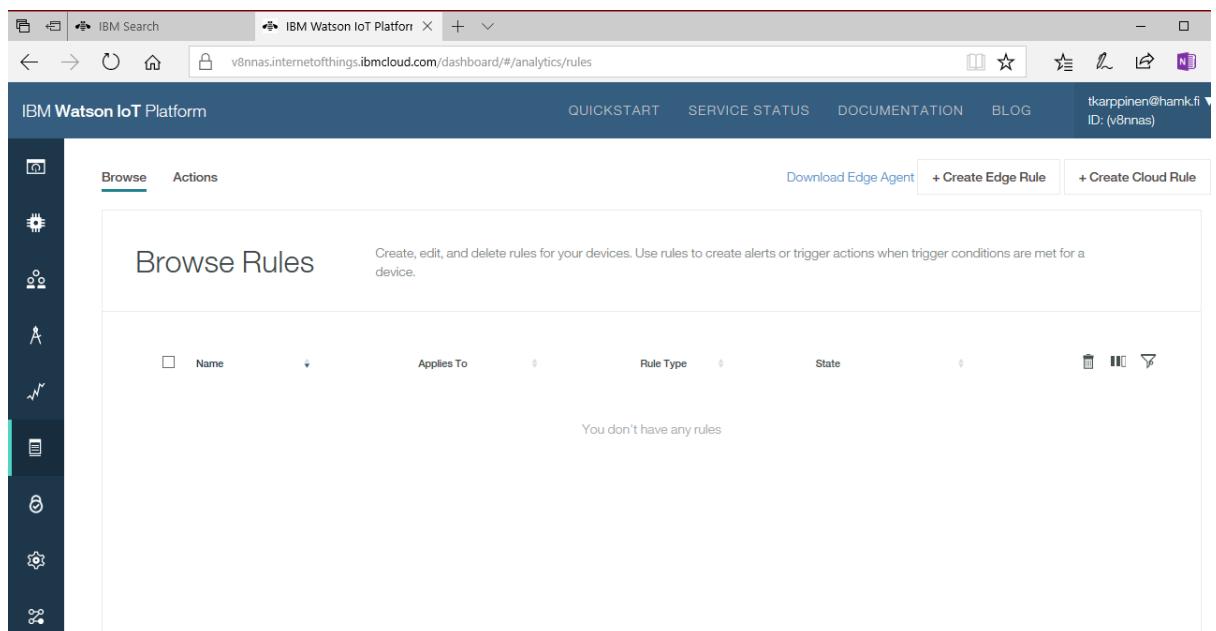 IBM Search
IBM Watson IoT Platforr
v8nnas.internetofthings.ibmcloud.com/dashboard/#/analytics/rules
IBM Watson IoT Platform
QUICKSTART SERVICE STATUS DOCUMENTATION BLOG
tkarppinen@hamk.fi
ID: (v8nnas)
Browse Actions
Download Edge Agent + Create Edge Rule + Create Cloud Rule
Browse Rules
Create, edit, and delete rules for your devices. Use rules to create alerts or trigger actions when trigger conditions are met for a
device.
Name Applies To Rule Type State
You don't have any rules